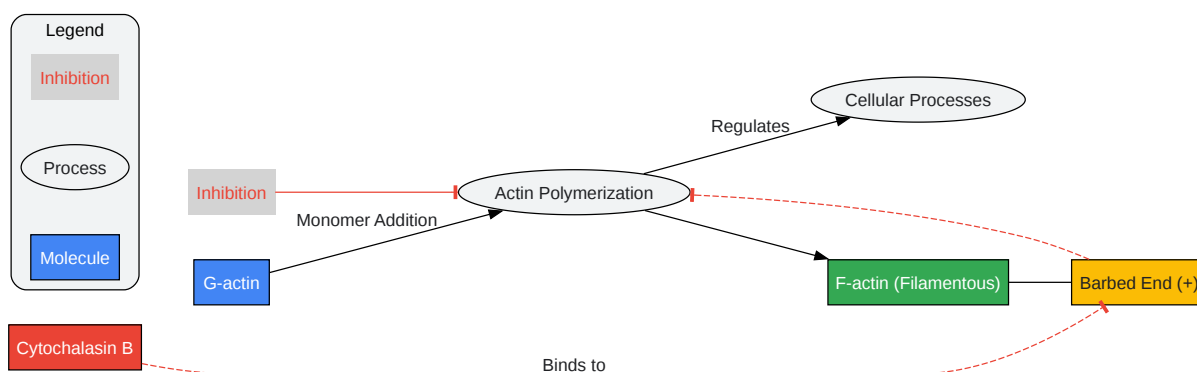 Legend
Inhibition
Process
Molecule
Cellular Processes
Regulates
Inhibition
Actin Polymerization
Monomer Addition
G-actin
F-actin (Filamentous)
Barbed End (+)
Cytochalasin B
Binds to